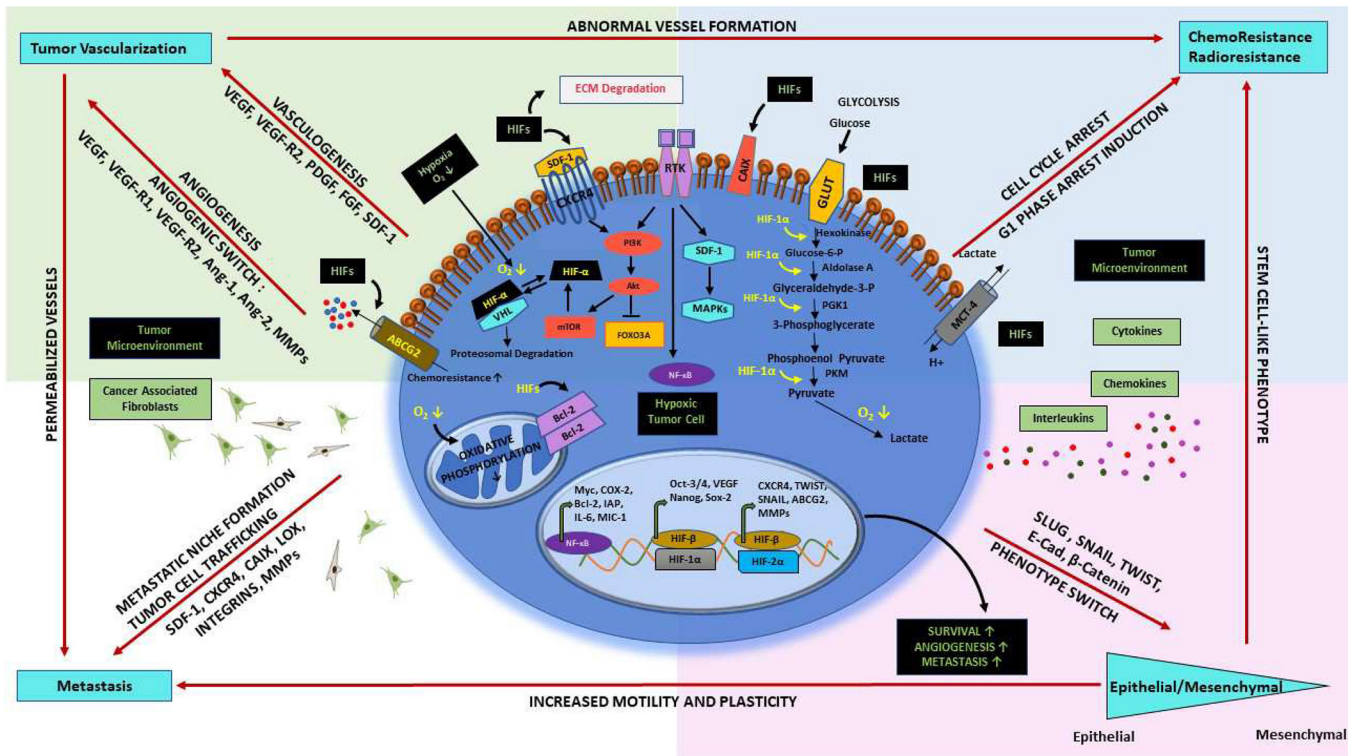 ABNORMAL VESSEL FORMATION
Tumor Vascularization
ChemoResistance
Radioresistance
PERMEABILIZED VESSELS
VASCULOGENESIS
VEGF, VEGF-R2, PDGF, FGF, SDF-1
ANGIOGENESIS
ANGIOGENIC SWITCH :
VEGF, VEGF-R1, VEGF-R2, Ang-1, Ang-2, MMPs
ECM Degradation
HIFs
SDF-1
CXCR4
Hypoxia
O₂ ↓
RTK
HIFs
CAIX
GLYCOLYSIS
Glucose
GLUT
HIFs
CELL CYCLE ARREST
G1 PHASE ARREST INDUCTION
Lactate
MCT-4
H+
HIFs
Tumor
Microenvironment
Cytokines
Chemokines
Interleukins
STEM CELL-LIKE PHENOTYPE
HIFs
ABCG2
Chemoresistance ↑
Tumor
Microenvironment
Cancer Associated
Fibroblasts
O₂ ↓
HIF-α
HIF-α
VHL
Proteosomal Degradation
PI3K
Akt
mTOR
FOXO3A
SDF-1
MAPKs
NF-κB
Hypoxic
Tumor Cell
HIF-1α
Hexokinase
Glucose-6-P
HIF-1α
Aldolase A
Glyceraldehyde-3-P
HIF-1α
PGK1
3-Phosphoglycerate
Phosphoenol Pyruvate
HIF-1α
PKM
Pyruvate
O₂ ↓
Lactate
HIFs
Bcl-2
Bcl-2
O₂ ↓
OXIDATIVE
PHOSPHORYLATION
↓
Myc, COX-2,
Bcl-2, IAP,
IL-6, MIC-1
NF-κB
Oct-3/4, VEGF
Nanog, Sox-2
HIF-β
HIF-1α
CXCR4, TWIST,
SNAIL, ABCG2,
MMPs
HIF-β
HIF-2α
METASTATIC NICHE FORMATION
TUMOR CELL TRAFFICKING
SDF-1, CXCR4, CAIX, LOX,
INTEGRINS, MMPs
SLUG , SNAIL, TWIST,
E-Cad, β-Catenin
PHENOTYPE SWITCH
SURVIVAL ↑
ANGIOGENESIS ↑
METASTASIS ↑
Metastasis
INCREASED MOTILITY AND PLASTICITY
Epithelial/Mesenchymal
Epithelial
Mesenchymal